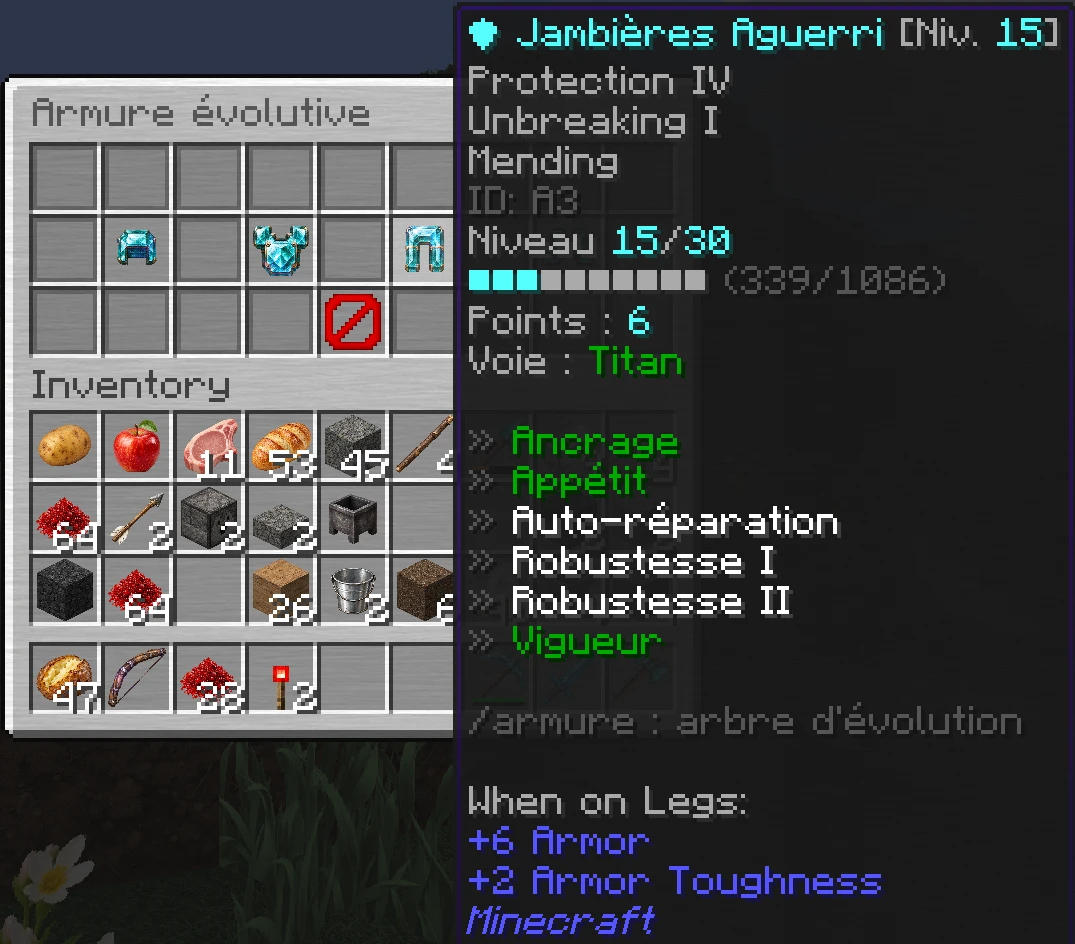 Jambières Aguerri [Niv. 15]
Protection IV
Unbreaking I
Mending
ID: A3
Niveau 15/30
(339/1086)
Points : 6
Voie : Titan
» Ancrage
» Appétit
» Auto-réparation
» Robustesse I
» Robustesse II
» Vigueur
/armure : arbre d'évolution
When on Legs:
+6 Armor
+2 Armor Toughness
Minecraft
Armure évolutive
Inventory
11 53 45
64 2 2 2
64 26 2
47 28 2